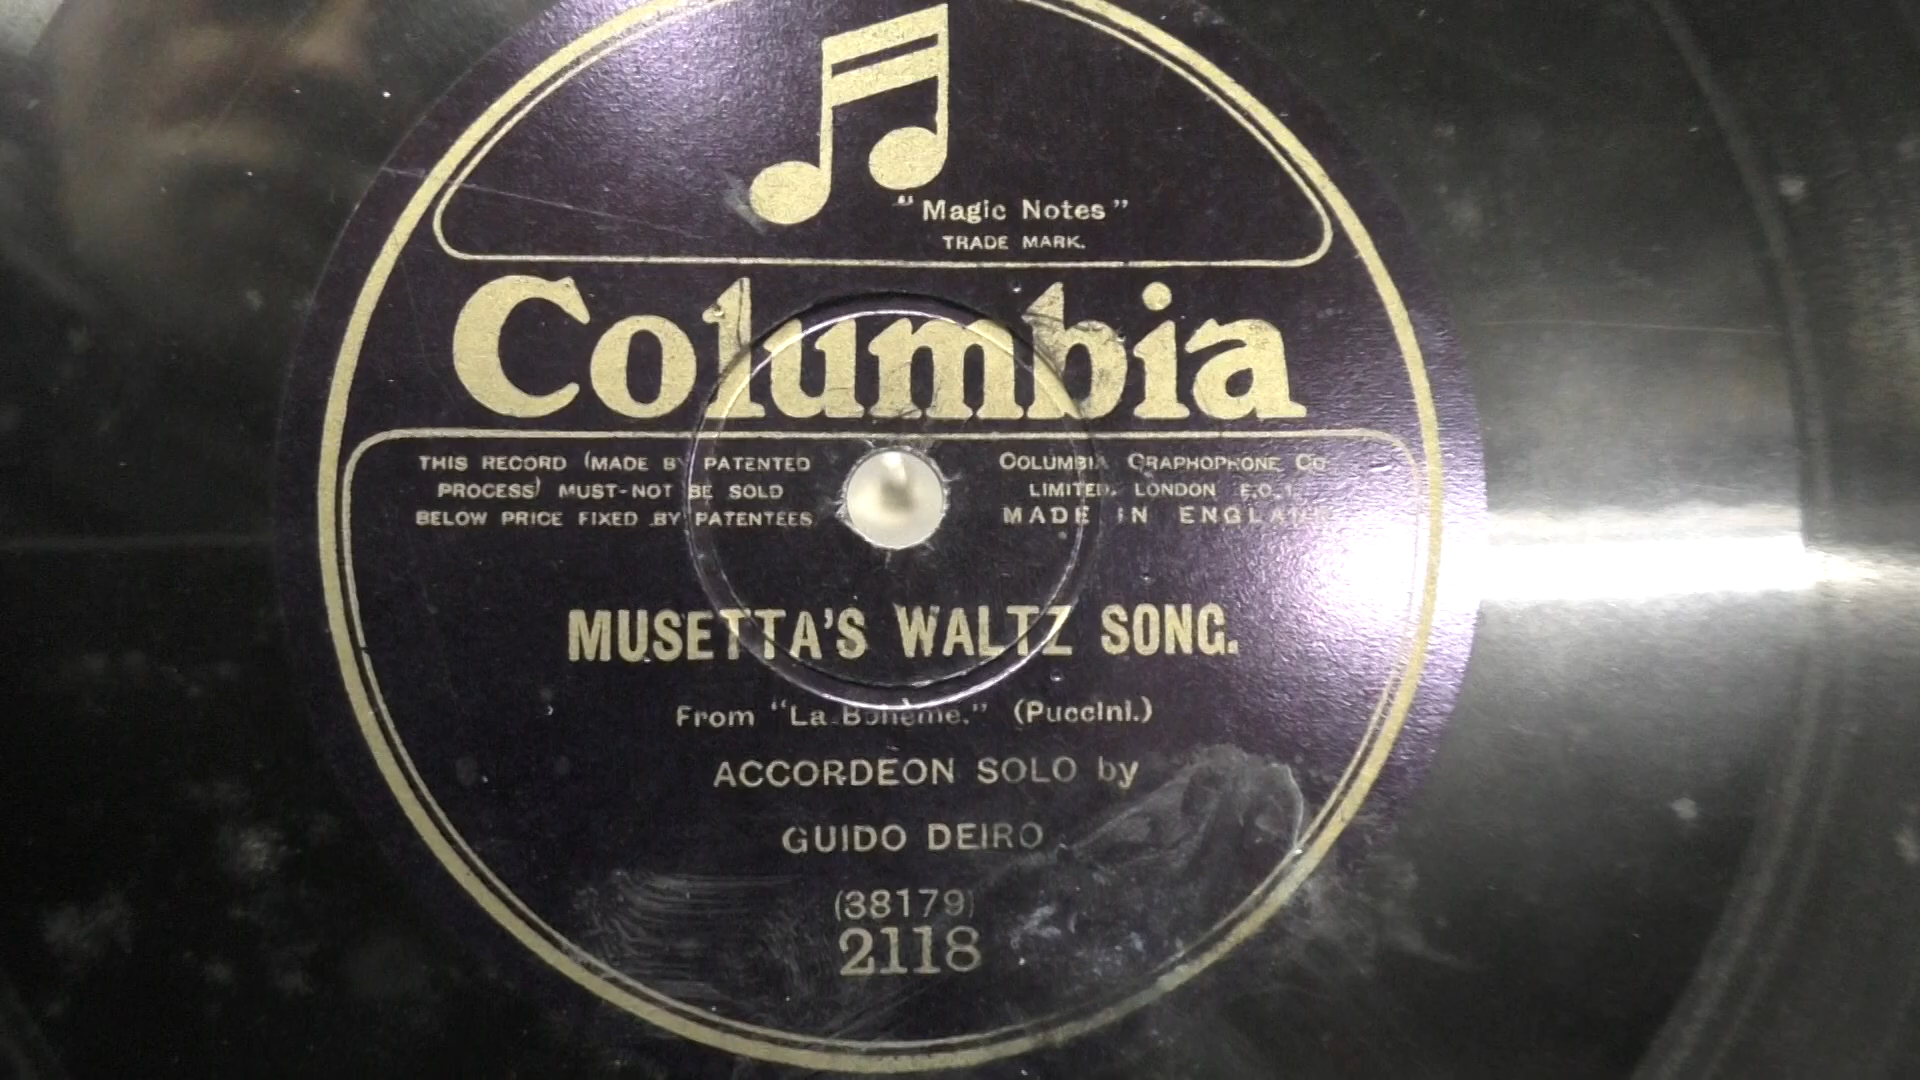 "Magic Notes"
TRADE MARK.
Columbia
THIS RECORD (MADE BY PATENTED
PROCESS) MUST-NOT BE SOLD
BELOW PRICE FIXED BY PATENTEES
COLUMBIA GRAPHOPHONE CO
LIMITED. LONDON E.C.1.
MADE IN ENGLAND
MUSETTA'S WALTZ SONG.
From "La Bohème." (Puccini.)
ACCORDEON SOLO by
GUIDO DEIRO
(38179)
2118